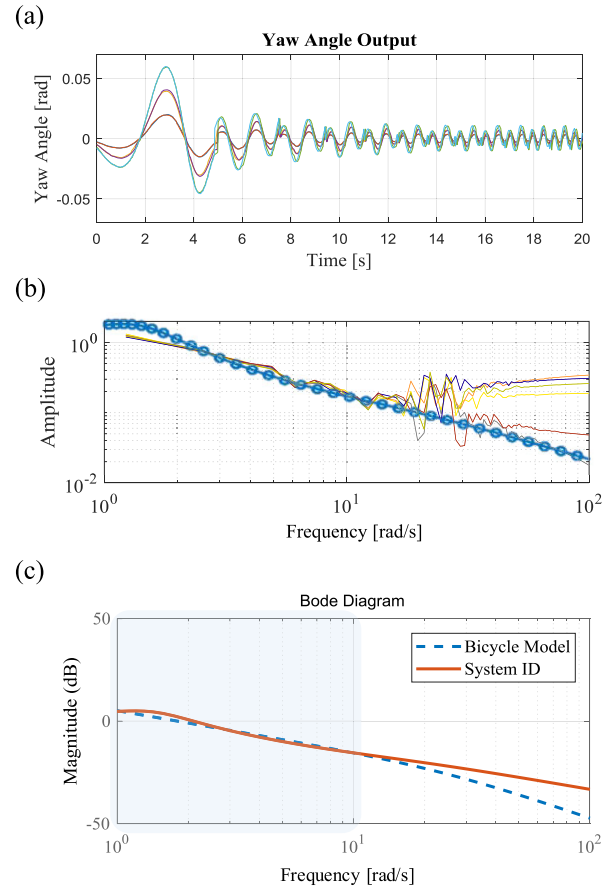 (a)
Yaw Angle Output
Yaw Angle [rad]
0.05
0
-0.05
0 2 4 6 8 10 12 14 16 18 20
Time [s]
(b)
Amplitude
10^0
10^-2
10^0 10^1 10^2
Frequency [rad/s]
(c)
Bode Diagram
Magnitude (dB)
50
0
-50
Bicycle Model
System ID
10^0 10^1 10^2
Frequency [rad/s]